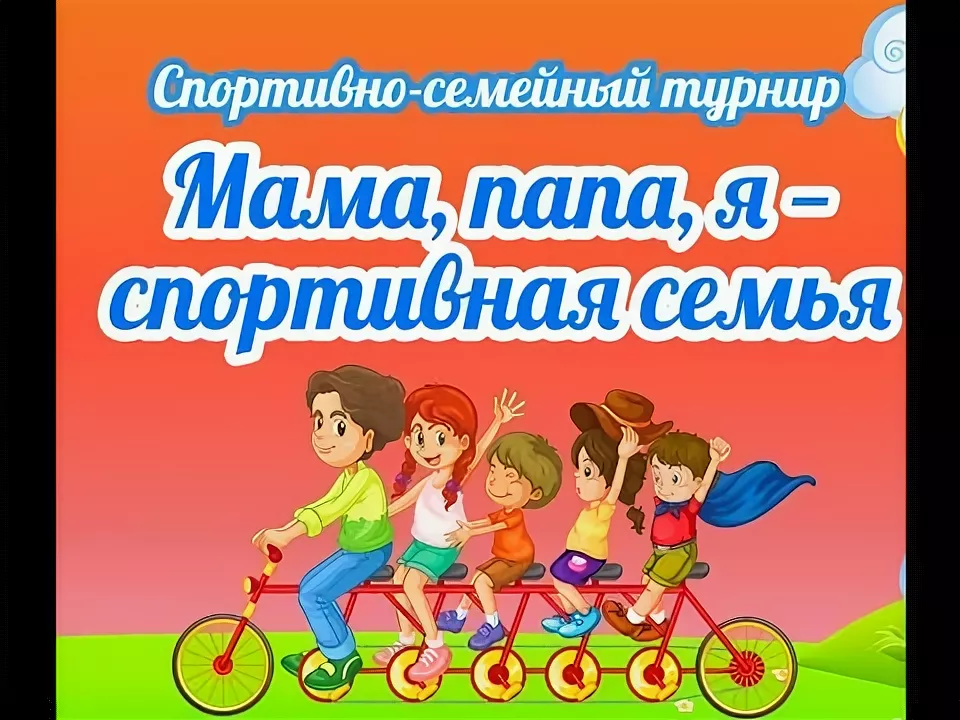 Спортивно-семейный турнир
Мама, папа, я –
спортивная семья